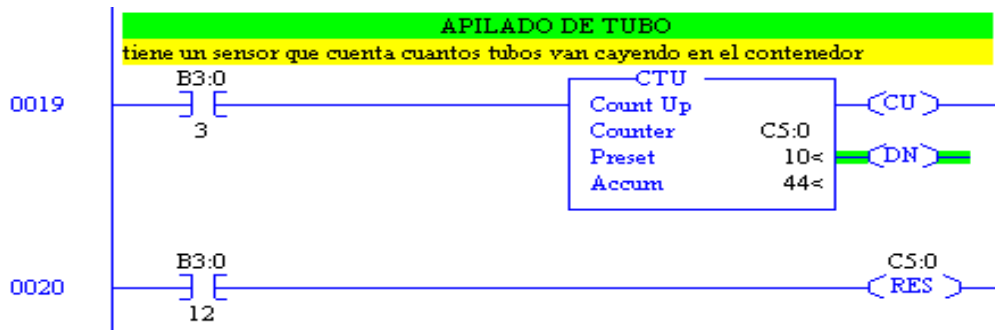 APILADO DE TUBO
tiene un sensor que cuenta cuantos tubos van cayendo en el contenedor
0019
B3:0
3
CTU
Count Up
Counter C5:0
Preset 10<
Accum 44<
CU
DN
0020
B3:0
12
C5:0
RES